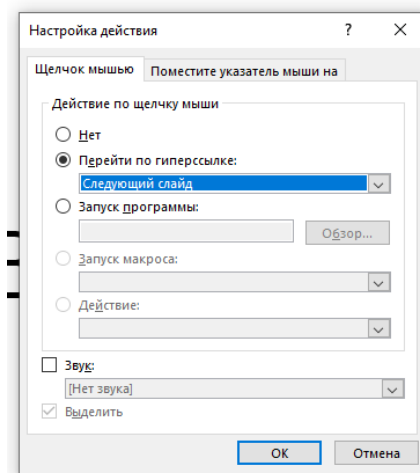 Настройка действия ? ×
Щелчок мышью Поместите указатель мыши на
Действие по щелчку мыши
Нет
Перейти по гиперссылке:
Следующий слайд
Запуск программы:
Обзор...
Запуск макроса:
Действие:
Звук:
[Нет звука]
Выделить
ОК Отмена